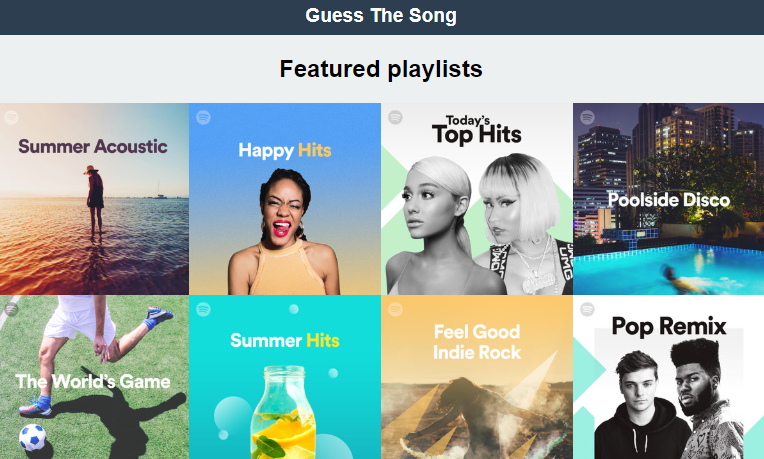 Guess The Song
Featured playlists
Summer Acoustic
Happy Hits
Today's
Top Hits
Poolside Disco
The World's Game
Summer Hits
Feel Good
Indie Rock
Pop Remix